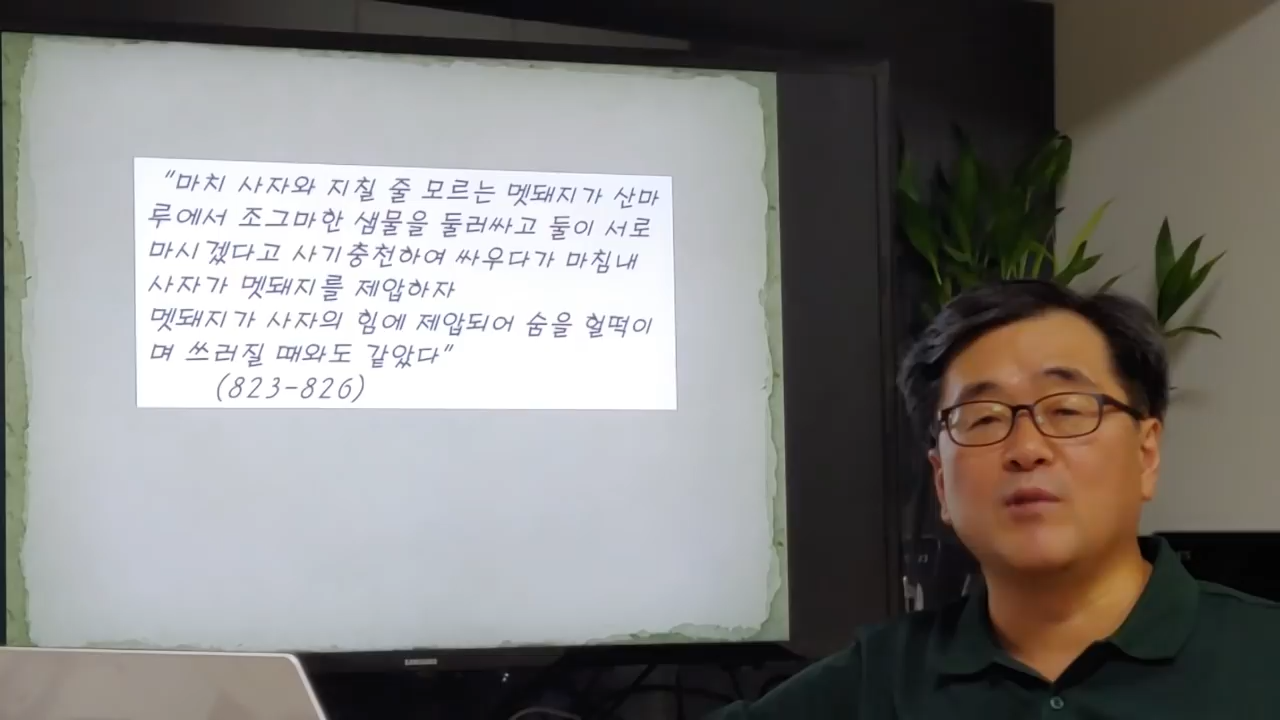 "마치 사자와 지칠 줄 모르는 멧돼지가 산마
루에서 조그마한 샘물을 둘러싸고 둘이 서로
마시겠다고 사기충천하여 싸우다가 마침내
사자가 멧돼지를 제압하자
멧돼지가 사자의 힘에 제압되어 숨을 헐떡이
며 쓰러질 때와도 같았다"
(823-826)
SAMSUNG